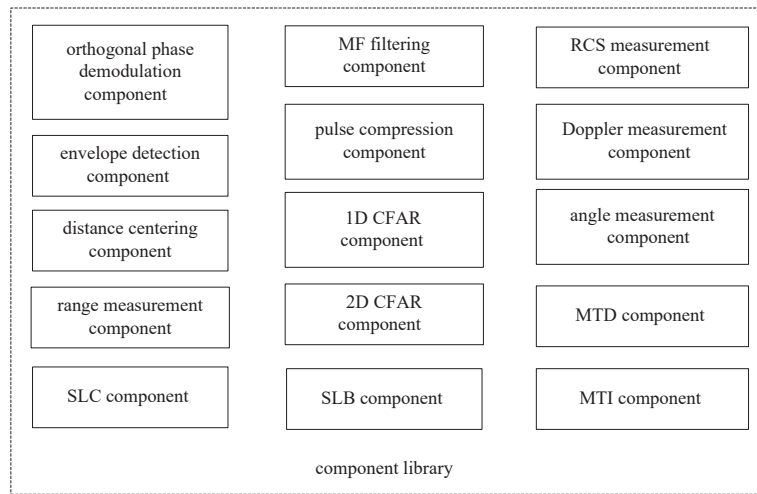 orthogonal phase
demodulation
component
envelope detection
component
distance centering
component
range measurement
component
SLC component
MF filtering
component
pulse compression
component
1D CFAR
component
2D CFAR
component
SLB component
RCS measurement
component
Doppler measurement
component
angle measurement
component
MTD component
MTI component
component library